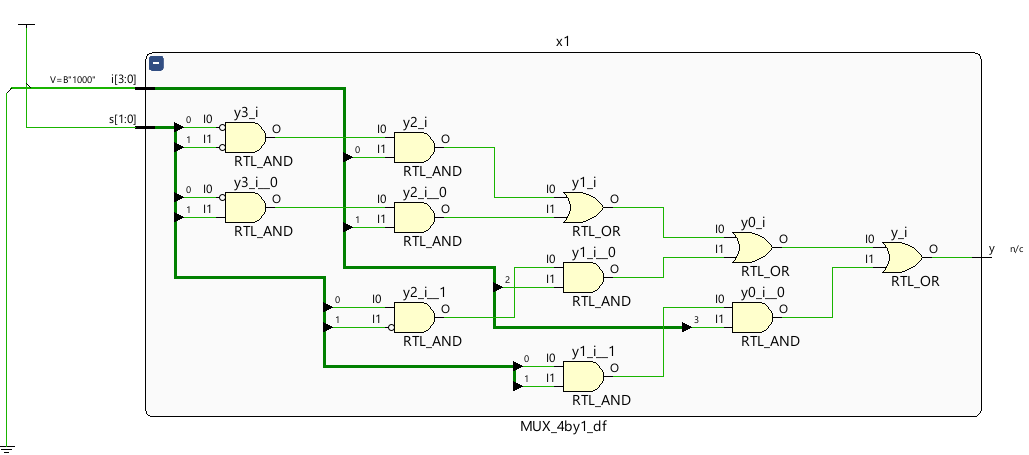 x1
V=B"1000" i[3:0]
s[1:0]
y3_i
0 I0 O
1 I1
RTL_AND
y2_i
I0 O
0 I1
RTL_AND
y3_i__0
0 I0 O
1 I1
RTL_AND
y2_i__0
I0 O
1 I1
RTL_AND
y1_i
I0 O
I1
RTL_OR
y0_i
I0 O
I1
RTL_OR
y_i
I0 O
I1
RTL_OR
y n/c
y1_i__0
I0 O
2 I1
RTL_AND
y2_i__1
0 I0 O
1 I1
RTL_AND
y0_i__0
I0 O
3 I1
RTL_AND
y1_i__1
0 I0 O
1 I1
RTL_AND
MUX_4by1_df